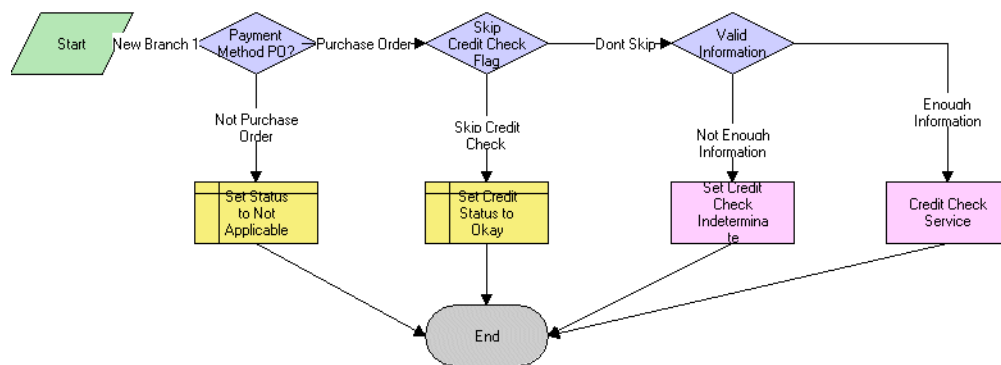 Start
New Branch 1
Payment
Method PO?
Purchase Order
Skip
Credit Check
Flag
Dont Skip
Valid
Information
Not Purchase
Order
Skip Credit
Check
Not Enough
Information
Enough
Information
Set Status
to Not
Applicable
Set Credit
Status to
Okay
Set Credit
Check
Indetermina
te
Credit Check
Service
End